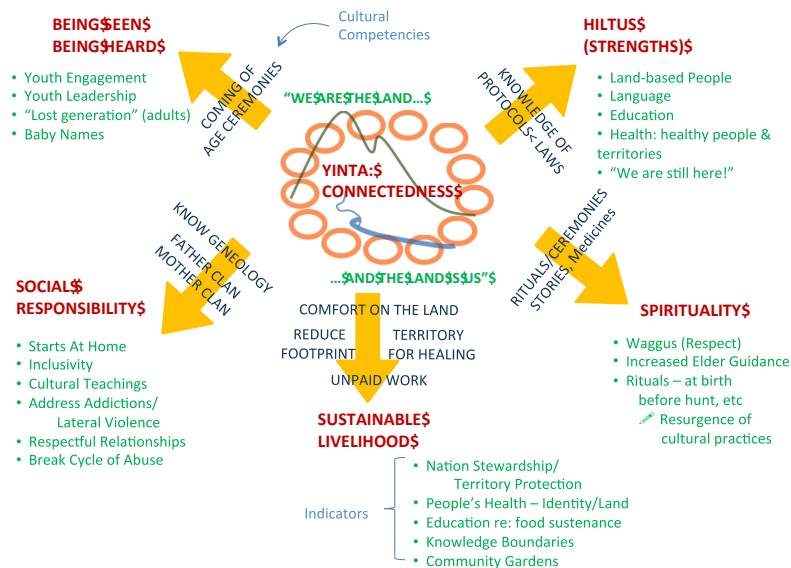 BEING$SEEN$
BEING$HEARD$
• Youth Engagement
• Youth Leadership
• “Lost generation” (adults)
• Baby Names
COMING OF
AGE CEREMONIES
Cultural
Competencies
HILTUS$
(STRENGTHS)$
• Land-based People
• Language
• Education
• Health: healthy people &
territories
• “We are still here!”
KNOWLEDGE OF
PROTOCOLS< LAWS
“WE$ARE$THE$LAND...$
YINTA:$
CONNECTEDNESS$
...$AND$THE$LAND$IS$US”$
KNOW GENEOLOGY
FATHER CLAN
MOTHER CLAN
SOCIAL$
RESPONSIBILITY$
• Starts At Home
• Inclusivity
• Cultural Teachings
• Address Addictions/
Lateral Violence
• Respectful Relationships
• Break Cycle of Abuse
COMFORT ON THE LAND
REDUCE
FOOTPRINT
TERRITORY
FOR HEALING
UNPAID WORK
RITUALS/CEREMONIES
STORIES, Medicines
SPIRITUALITY$
• Waggus (Respect)
• Increased Elder Guidance
• Rituals – at birth
before hunt, etc
Resurgence of
cultural practices
SUSTAINABLE$
LIVELIHOOD$
Indicators
• Nation Stewardship/
Territory Protection
• People’s Health – Identity/Land
• Education re: food sustenance
• Knowledge Boundaries
• Community Gardens